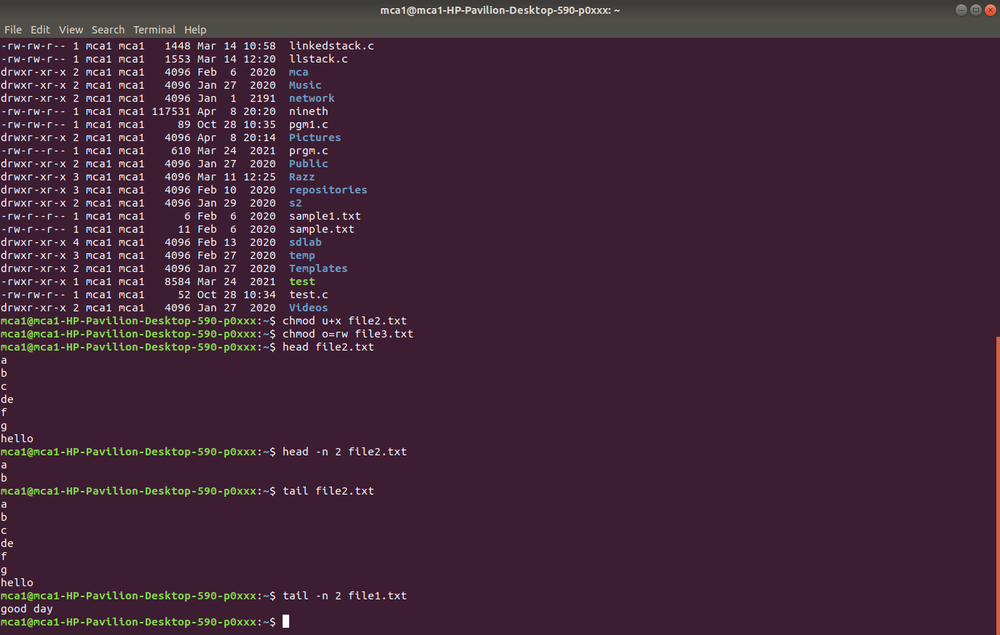 mca1@mca1-HP-Pavilion-Desktop-590-p0xxx: ~
File Edit View Search Terminal Help
-rw-rw-r-- 1 mca1 mca1   1448 Mar 14 10:58  linkedstack.c
-rw-rw-r-- 1 mca1 mca1   1553 Mar 14 12:20  llstack.c
drwxr-xr-x 2 mca1 mca1   4096 Feb  6  2020  mca
drwxr-xr-x 2 mca1 mca1   4096 Jan 27  2020  Music
drwxr-xr-x 2 mca1 mca1   4096 Jan  1  2191  network
-rw-rw-r-- 1 mca1 mca1 117531 Apr  8 20:20  nineth
-rw-rw-r-- 1 mca1 mca1     89 Oct 28 10:35  pgm1.c
drwxr-xr-x 2 mca1 mca1   4096 Apr  8 20:14  Pictures
-rw-r--r-- 1 mca1 mca1    610 Mar 24  2021  prgm.c
drwxr-xr-x 2 mca1 mca1   4096 Jan 27  2020  Public
drwxr-xr-x 3 mca1 mca1   4096 Mar 11 12:25  Razz
drwxr-xr-x 3 mca1 mca1   4096 Feb 10  2020  repositories
drwxr-xr-x 2 mca1 mca1   4096 Jan 29  2020  s2
-rw-r--r-- 1 mca1 mca1      6 Feb  6  2020  sample1.txt
-rw-r--r-- 1 mca1 mca1     11 Feb  6  2020  sample.txt
drwxr-xr-x 4 mca1 mca1   4096 Feb 13  2020  sdlab
drwxr-xr-x 3 mca1 mca1   4096 Feb 27  2020  temp
drwxr-xr-x 2 mca1 mca1   4096 Jan 27  2020  Templates
-rwxr-xr-x 1 mca1 mca1   8584 Mar 24  2021  test
-rw-rw-r-- 1 mca1 mca1     52 Oct 28 10:34  test.c
drwxr-xr-x 2 mca1 mca1   4096 Jan 27  2020  Videos
mca1@mca1-HP-Pavilion-Desktop-590-p0xxx:~$ chmod u+x file2.txt
mca1@mca1-HP-Pavilion-Desktop-590-p0xxx:~$ chmod o=rw file3.txt
mca1@mca1-HP-Pavilion-Desktop-590-p0xxx:~$ head file2.txt
a
b
c
de
f
g
hello
mca1@mca1-HP-Pavilion-Desktop-590-p0xxx:~$ head -n 2 file2.txt
a
b
mca1@mca1-HP-Pavilion-Desktop-590-p0xxx:~$ tail file2.txt
a
b
c
de
f
g
hello
mca1@mca1-HP-Pavilion-Desktop-590-p0xxx:~$ tail -n 2 file1.txt
good day
mca1@mca1-HP-Pavilion-Desktop-590-p0xxx:~$